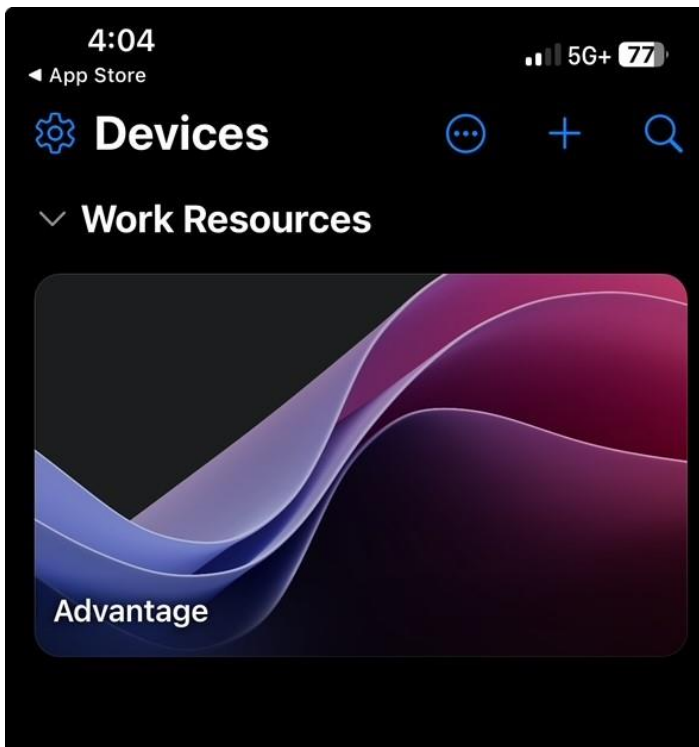 4:04
5G+ 77
◀ App Store
Devices
Work Resources
Advantage